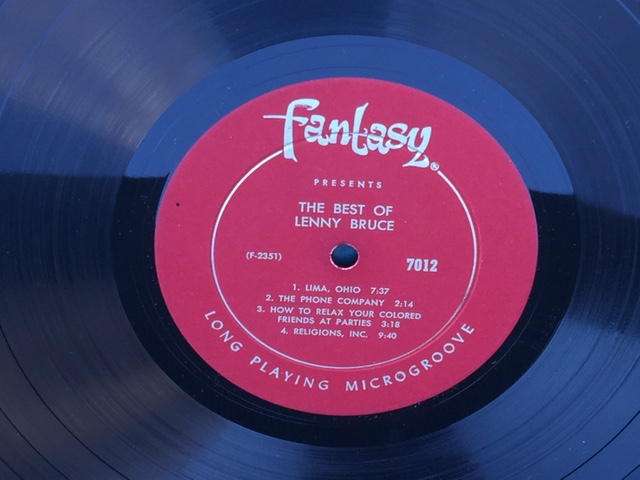 Fantasy®
PRESENTS
THE BEST OF
LENNY BRUCE
(F-2351)
7012
1. LIMA, OHIO 7:37
2. THE PHONE COMPANY 2:14
3. HOW TO RELAX YOUR COLORED
FRIENDS AT PARTIES 3:18
4. RELIGIONS, INC. 9:40
LONG PLAYING MICROGROOVE